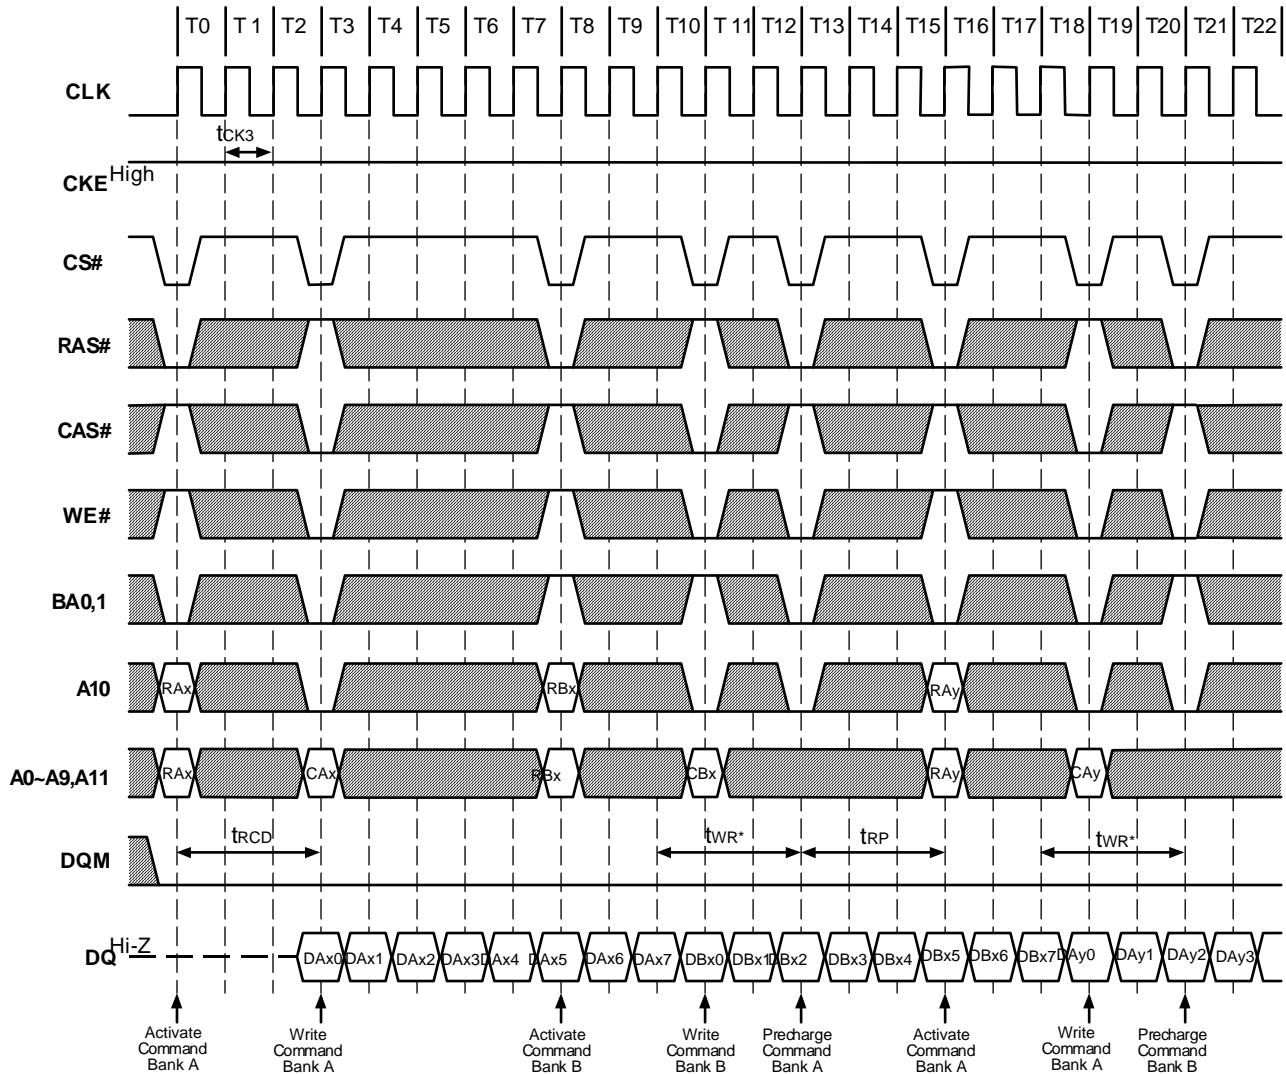 T0 T 1 T2 T3 T4 T5 T6 T7 T8 T9 T10 T 11 T12 T13 T14 T15 T16 T17 T18 T19 T20 T21 T22
CLK
tCK3
CKE High
CS#
RAS#
CAS#
WE#
BA0,1
A10 RAx RBx RAy
A0~A9,A11 RAx CAx RBx CBx RAy CAy
DQM tRCD tWR* tRP tWR*
DQ Hi-Z DAx0 DAx1 DAx2 DAx3 DAx4 DAx5 DAx6 DAx7 DBx0 DBx1 DBx2 DBx3 DBx4 DBx5 DBx6 DBx7 DAy0 DAy1 DAy2 DAy3
Activate Command Bank A
Write Command Bank A
Activate Command Bank B
Write Command Bank B
Precharge Command Bank A
Activate Command Bank A
Write Command Bank A
Precharge Command Bank B